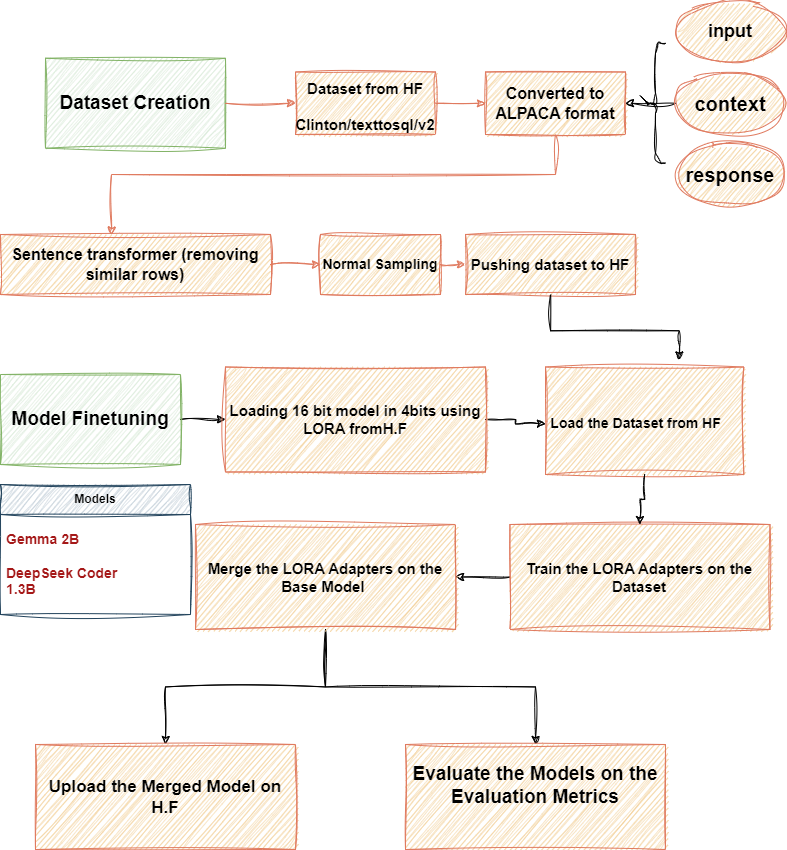 input
Dataset Creation
Dataset from HF
Clinton/texttosql/v2
Converted to
ALPACA format
context
response
Sentence transformer (removing
similar rows)
Normal Sampling
Pushing dataset to HF
Model Finetuning
Loading 16 bit model in 4bits using
LORA fromH.F
Load the Dataset from HF
Models
Gemma 2B
DeepSeek Coder
1.3B
Merge the LORA Adapters on the
Base Model
Train the LORA Adapters on the
Dataset
Upload the Merged Model on
H.F
Evaluate the Models on the
Evaluation Metrics